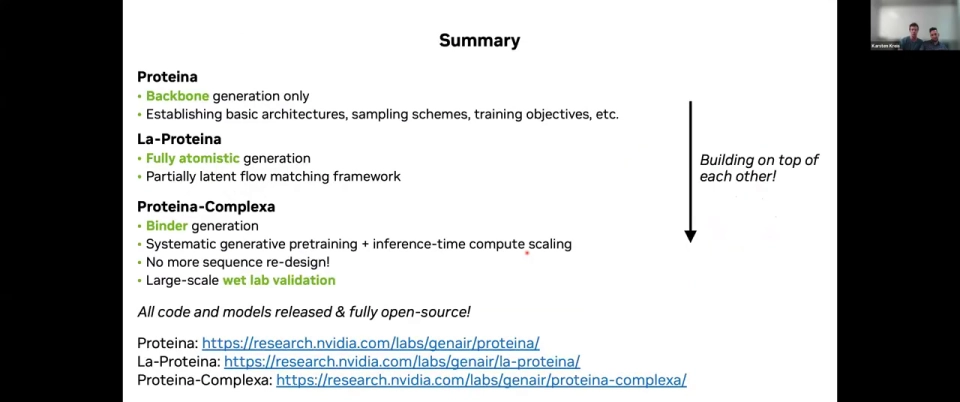 Summary
Proteina
• Backbone generation only
• Establishing basic architectures, sampling schemes, training objectives, etc.
La-Proteina
• Fully atomistic generation
• Partially latent flow matching framework
Building on top of
each other!
Proteina-Complexa
• Binder generation
• Systematic generative pretraining + inference-time compute scaling
• No more sequence re-design!
• Large-scale wet lab validation
All code and models released & fully open-source!
Proteina: https://research.nvidia.com/labs/genair/proteina/
La-Proteina: https://research.nvidia.com/labs/genair/la-proteina/
Proteina-Complexa: https://research.nvidia.com/labs/genair/proteina-complexa/
Karsten Kreis